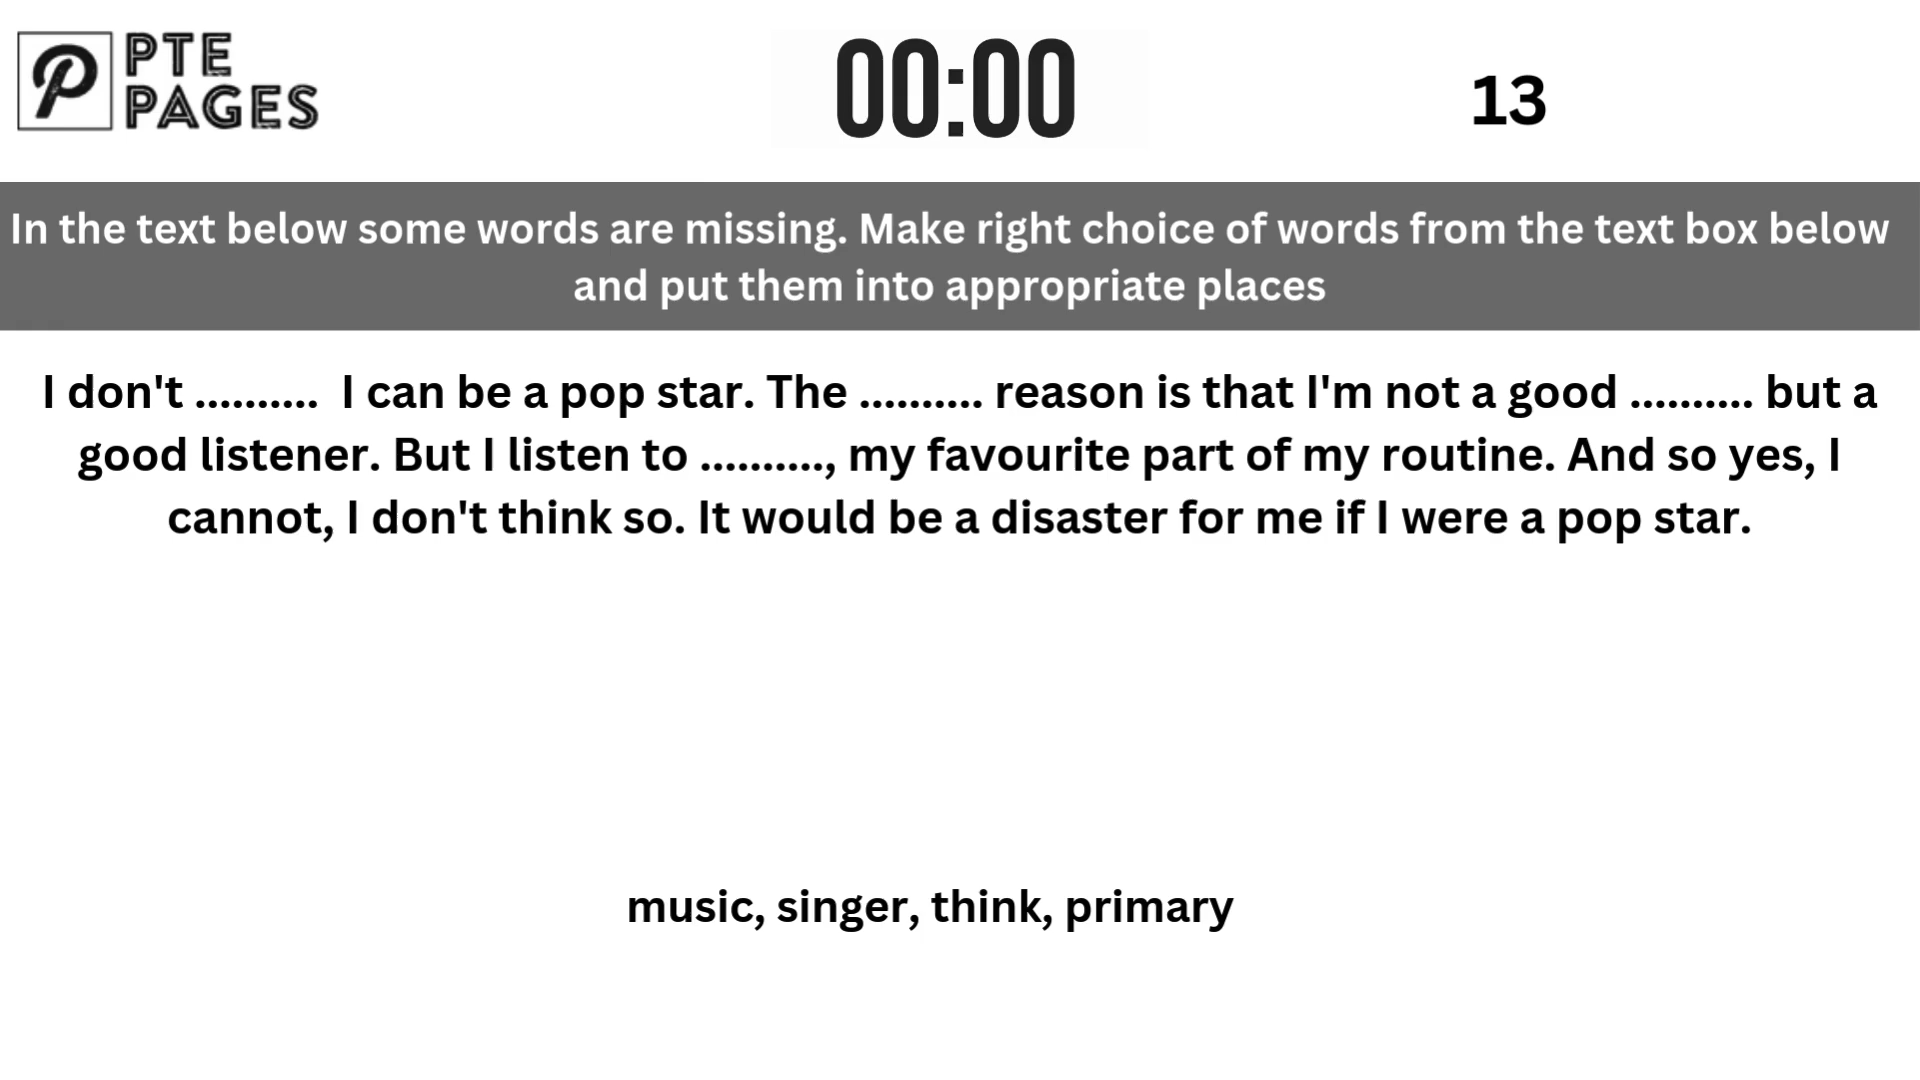 PTE
PAGES
00:00
13
In the text below some words are missing. Make right choice of words from the text box below
and put them into appropriate places
I don't ..........  I can be a pop star. The .......... reason is that I'm not a good .......... but a
good listener. But I listen to .........., my favourite part of my routine. And so yes, I
cannot, I don't think so. It would be a disaster for me if I were a pop star.
music, singer, think, primary